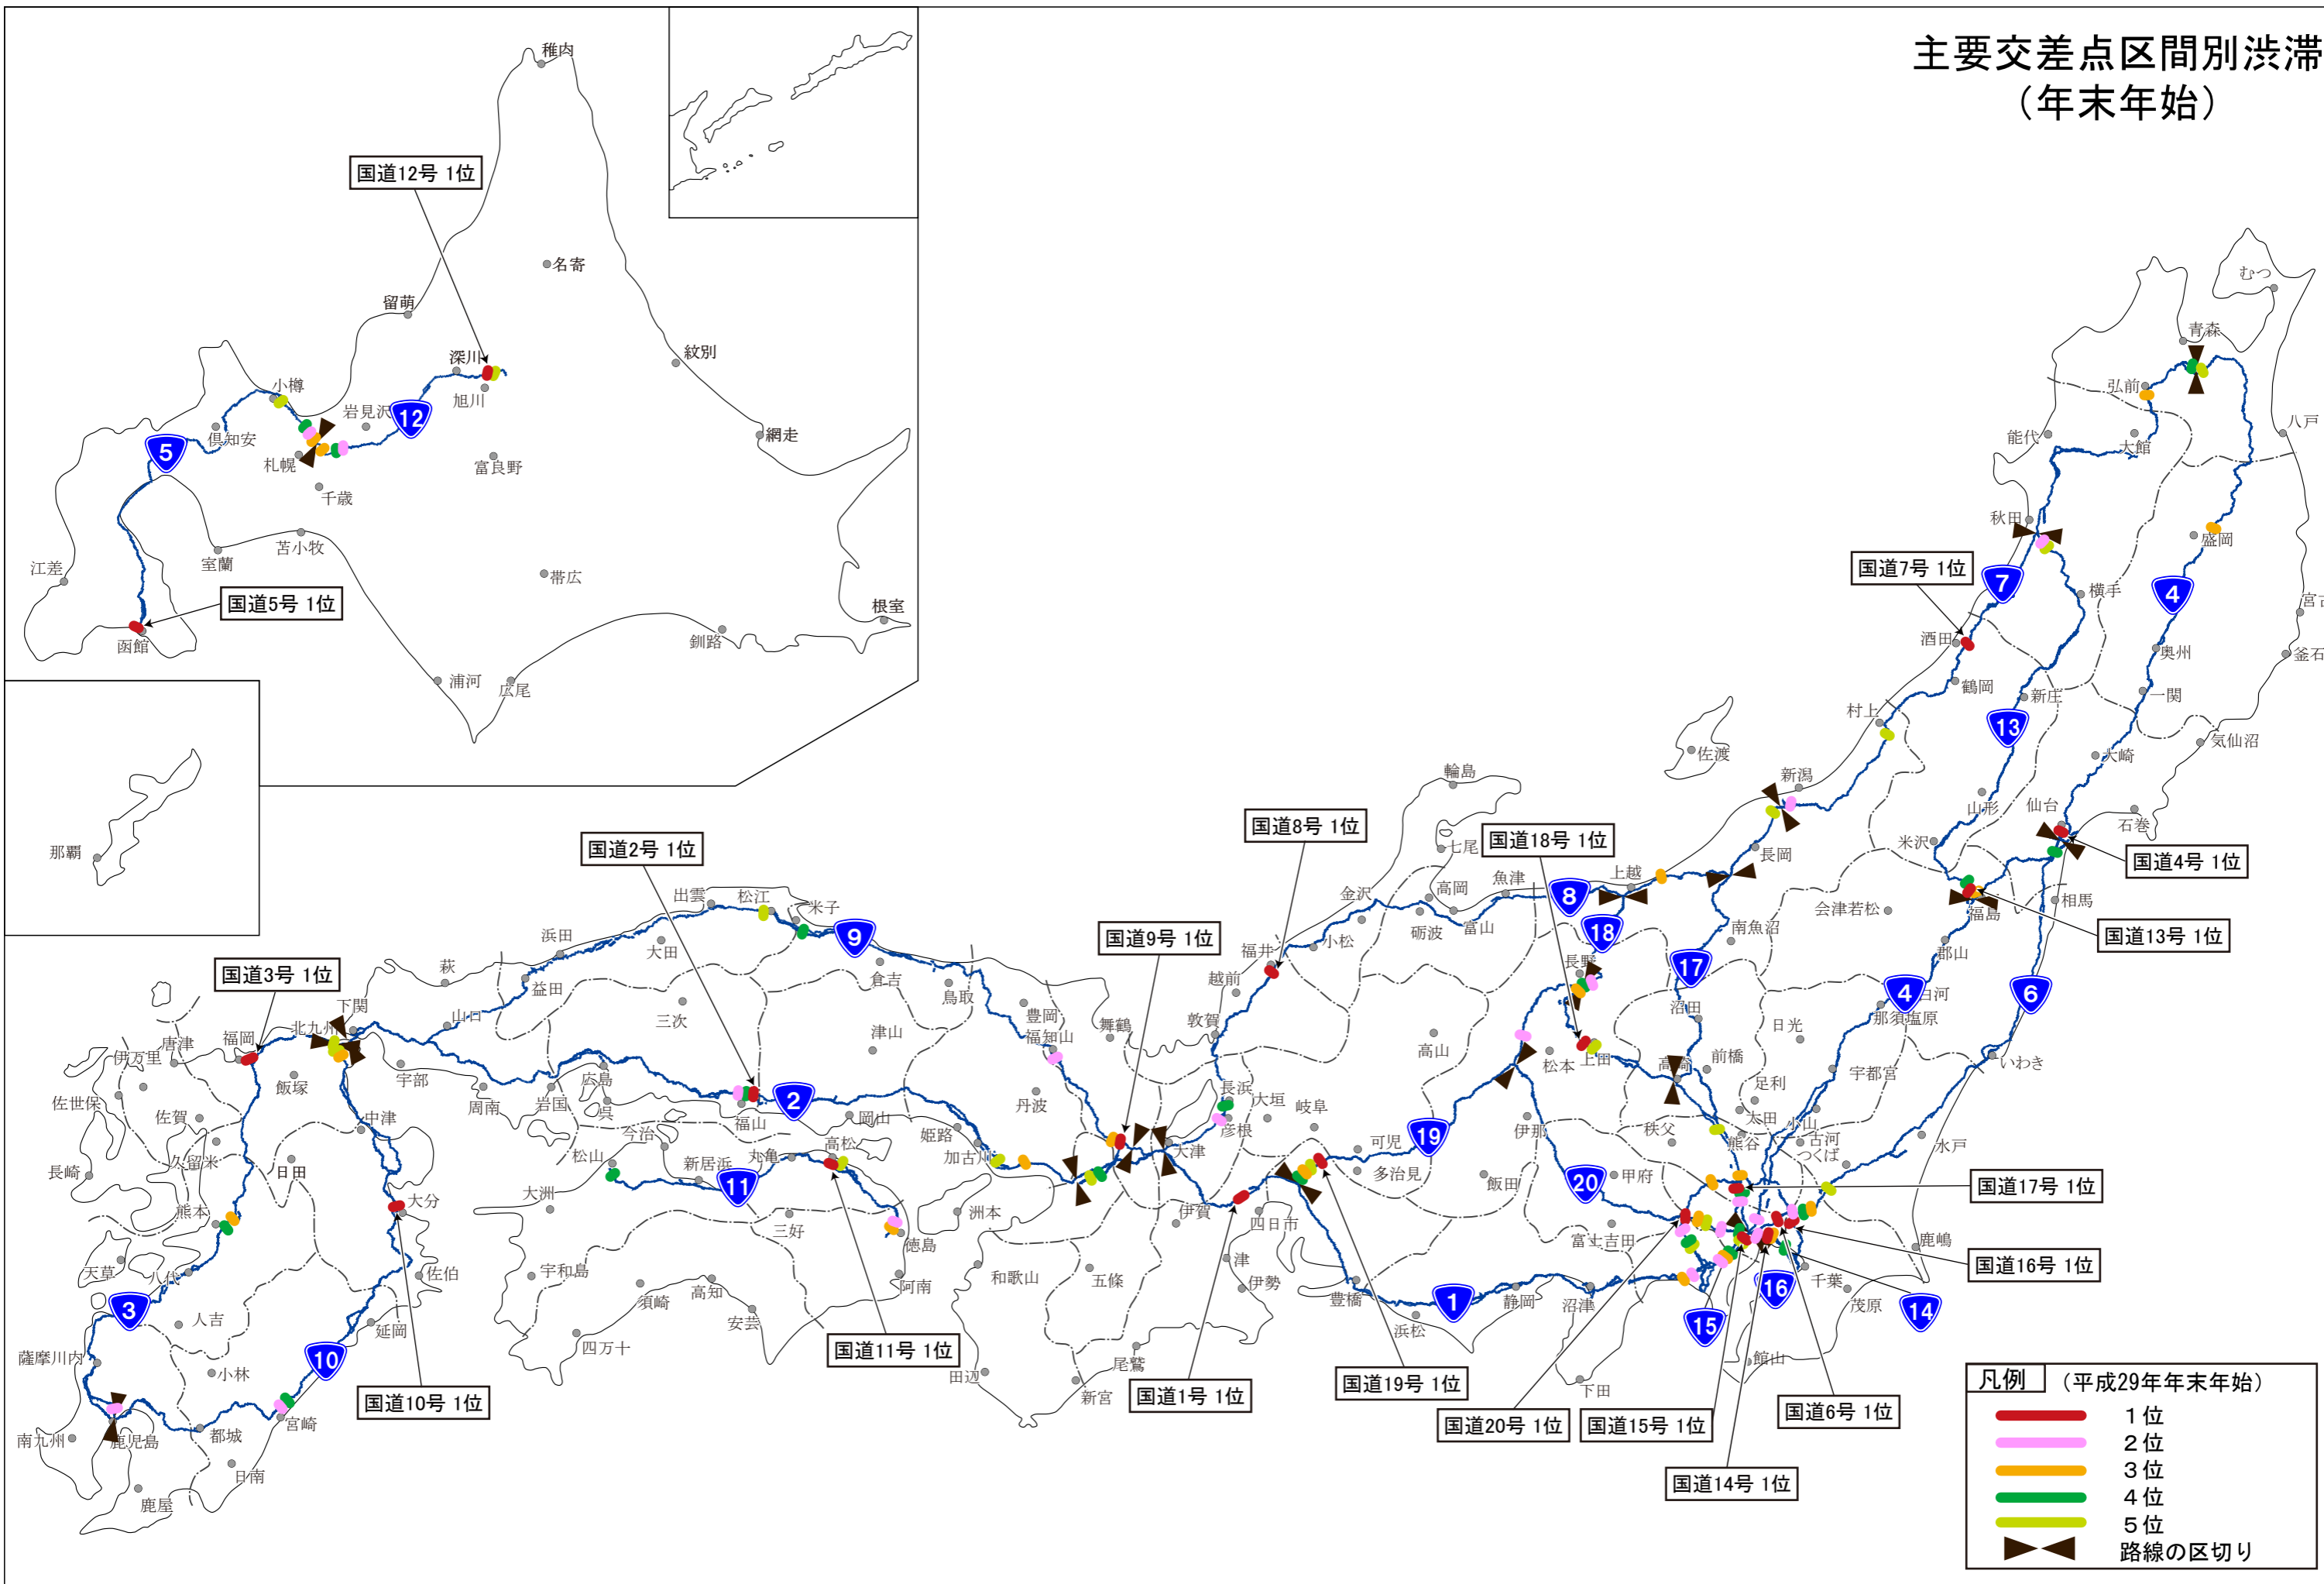 主要交差点区間別渋滞
（年末年始）
稚内
国道12号 1位
名寄
留萌
深川
旭川
紋別
小樽
岩見沢
12
倶知安
5
札幌
富良野
網走
千歳
苫小牧
室蘭
江差
帯広
国道5号 1位
函館
釧路
根室
浦河
広尾
那覇
むつ
青森
弘前
八戸
能代
大館
秋田
盛岡
国道7号 1位
7
横手
4
宮古
酒田
奥州
釜石
鶴岡
新庄
一関
村上
13
気仙沼
佐渡
大崎
新潟
山形
仙台
石巻
輪島
国道8号 1位
国道18号 1位
七尾
長岡
米沢
国道4号 1位
国道2号 1位
出雲
松江
米子
金沢
高岡
魚津
8
上越
会津若松
福島
相馬
国道9号 1位
9
浜田
大田
福井
小松
砺波
富山
18
南魚沼
国道13号 1位
郡山
国道3号 1位
萩
益田
倉吉
鳥取
越前
長野
17
4
白河
6
下関
山口
三次
津山
豊岡
福知山
舞鶴
敦賀
高山
沼田
日光
那須塩原
北九州
福岡
唐津
伊万里
飯塚
宇部
周南
岩国
広島
呉
福山
2
岡山
丹波
長浜
大垣
岐阜
彦根
松本
上田
高崎
前橋
足利
宇都宮
いわき
佐世保
佐賀
中津
今治
姫路
加古川
大津
可児
19
伊那
秩父
太田
小山
熊谷
古河
つくば
水戸
長崎
久留米
日田
松山
新居浜
丸亀
高松
11
多治見
飯田
20
甲府
国道17号 1位
熊本
大分
大洲
三好
徳島
洲本
伊賀
四日市
富士吉田
鹿嶋
天草
八代
佐伯
宇和島
須崎
高知
阿南
和歌山
五條
津
伊勢
豊橋
1
静岡
沼津
16
千葉
茂原
国道16号 1位
3
人吉
延岡
安芸
浜松
15
14
薩摩川内
小林
10
四万十
国道11号 1位
田辺
尾鷲
新宮
国道1号 1位
国道19号 1位
下田
館山
国道10号 1位
宮崎
国道20号 1位
国道15号 1位
国道6号 1位
南九州
鹿児島
都城
日南
鹿屋
国道14号 1位
凡例 （平成29年年末年始）
１位
２位
３位
４位
５位
路線の区切り